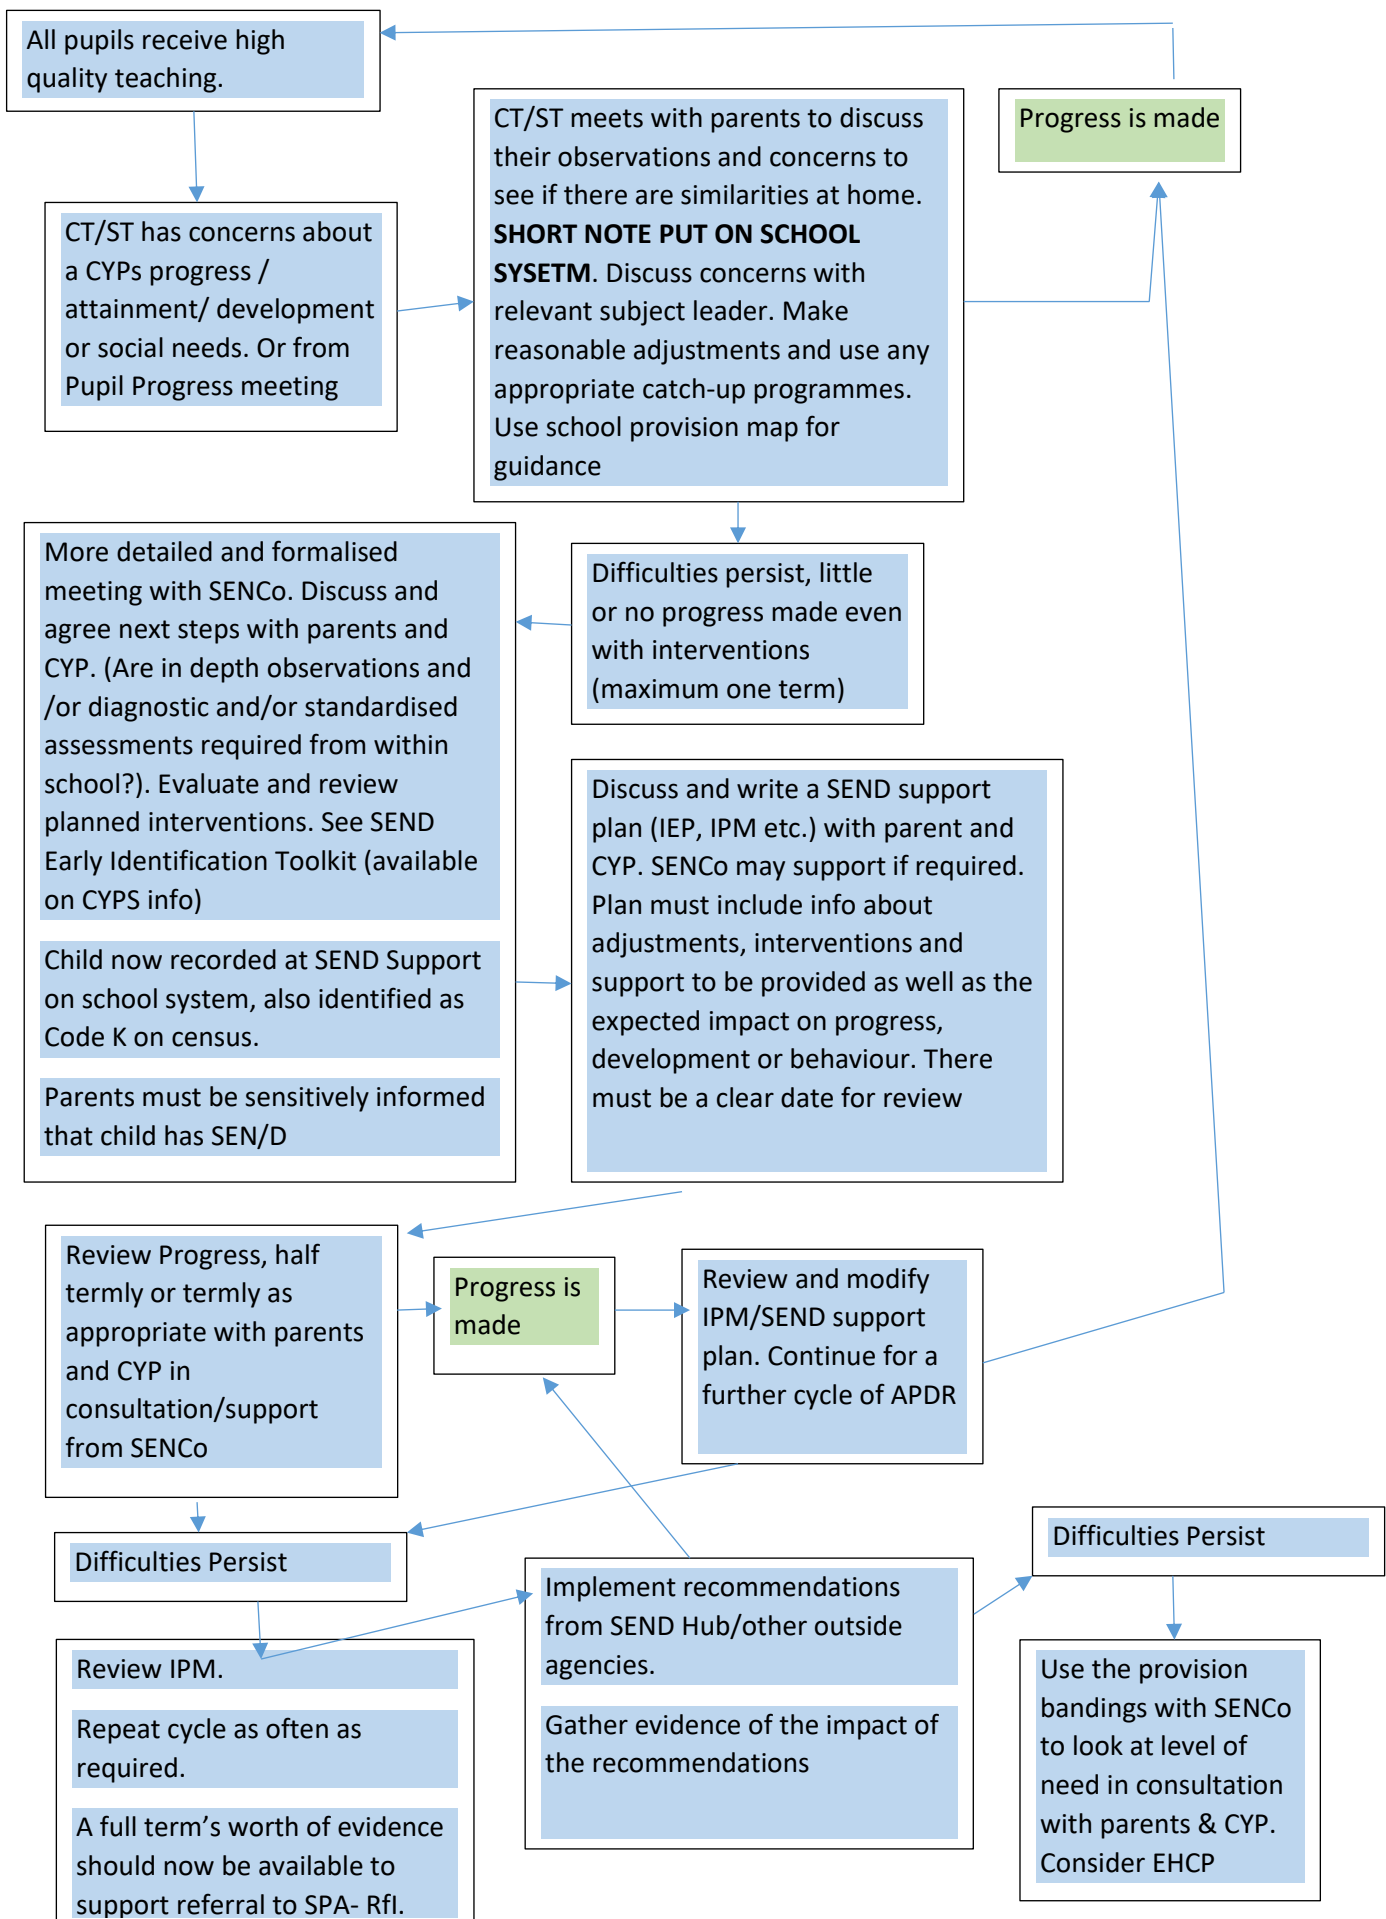 All pupils receive high
quality teaching.
Progress is made
CT/ST meets with parents to discuss
their observations and concerns to
see if there are similarities at home.
SHORT NOTE PUT ON SCHOOL
SYSETM. Discuss concerns with
relevant subject leader. Make
reasonable adjustments and use any
appropriate catch-up programmes.
Use school provision map for
guidance
CT/ST has concerns about
a CYPs progress /
attainment/ development
or social needs. Or from
Pupil Progress meeting
Difficulties persist, little
or no progress made even
with interventions
(maximum one term)
More detailed and formalised
meeting with SENCo. Discuss and
agree next steps with parents and
CYP. (Are in depth observations and
/or diagnostic and/or standardised
assessments required from within
school?). Evaluate and review
planned interventions. See SEND
Early Identification Toolkit (available
on CYPS info)
Child now recorded at SEND Support
on school system, also identified as
Code K on census.
Parents must be sensitively informed
that child has SEN/D
Discuss and write a SEND support
plan (IEP, IPM etc.) with parent and
CYP. SENCo may support if required.
Plan must include info about
adjustments, interventions and
support to be provided as well as the
expected impact on progress,
development or behaviour. There
must be a clear date for review
Review Progress, half
termly or termly as
appropriate with parents
and CYP in
consultation/support
from SENCo
Progress is
made
Review and modify
IPM/SEND support
plan. Continue for a
further cycle of APDR
Difficulties Persist
Review IPM.
Repeat cycle as often as
required.
A full term’s worth of evidence
should now be available to
support referral to SPA- RfI.
Implement recommendations
from SEND Hub/other outside
agencies.
Gather evidence of the impact of
the recommendations
Difficulties Persist
Use the provision
bandings with SENCo
to look at level of
need in consultation
with parents & CYP.
Consider EHCP